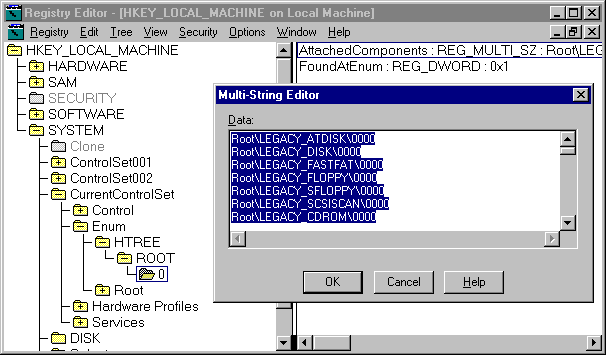 Registry Editor - [HKEY_LOCAL_MACHINE on Local Machine]
Registry Edit Tree View Security Options Window Help
HKEY_LOCAL_MACHINE
HARDWARE
SAM
SECURITY
SOFTWARE
SYSTEM
Clone
ControlSet001
ControlSet002
CurrentControlSet
Control
Enum
HTREE
ROOT
0
Root
Hardware Profiles
Services
DISK
AttachedComponents : REG_MULTI_SZ : Root\LEG
FoundAtEnum : REG_DWORD : 0x1
Multi-String Editor
Data:
Root\LEGACY_ATDISK\0000
Root\LEGACY_DISK\0000
Root\LEGACY_FASTFAT\0000
Root\LEGACY_FLOPPY\0000
Root\LEGACY_SFLOPPY\0000
Root\LEGACY_SCSISCAN\0000
Root\LEGACY_CDROM\0000
OK Cancel Help